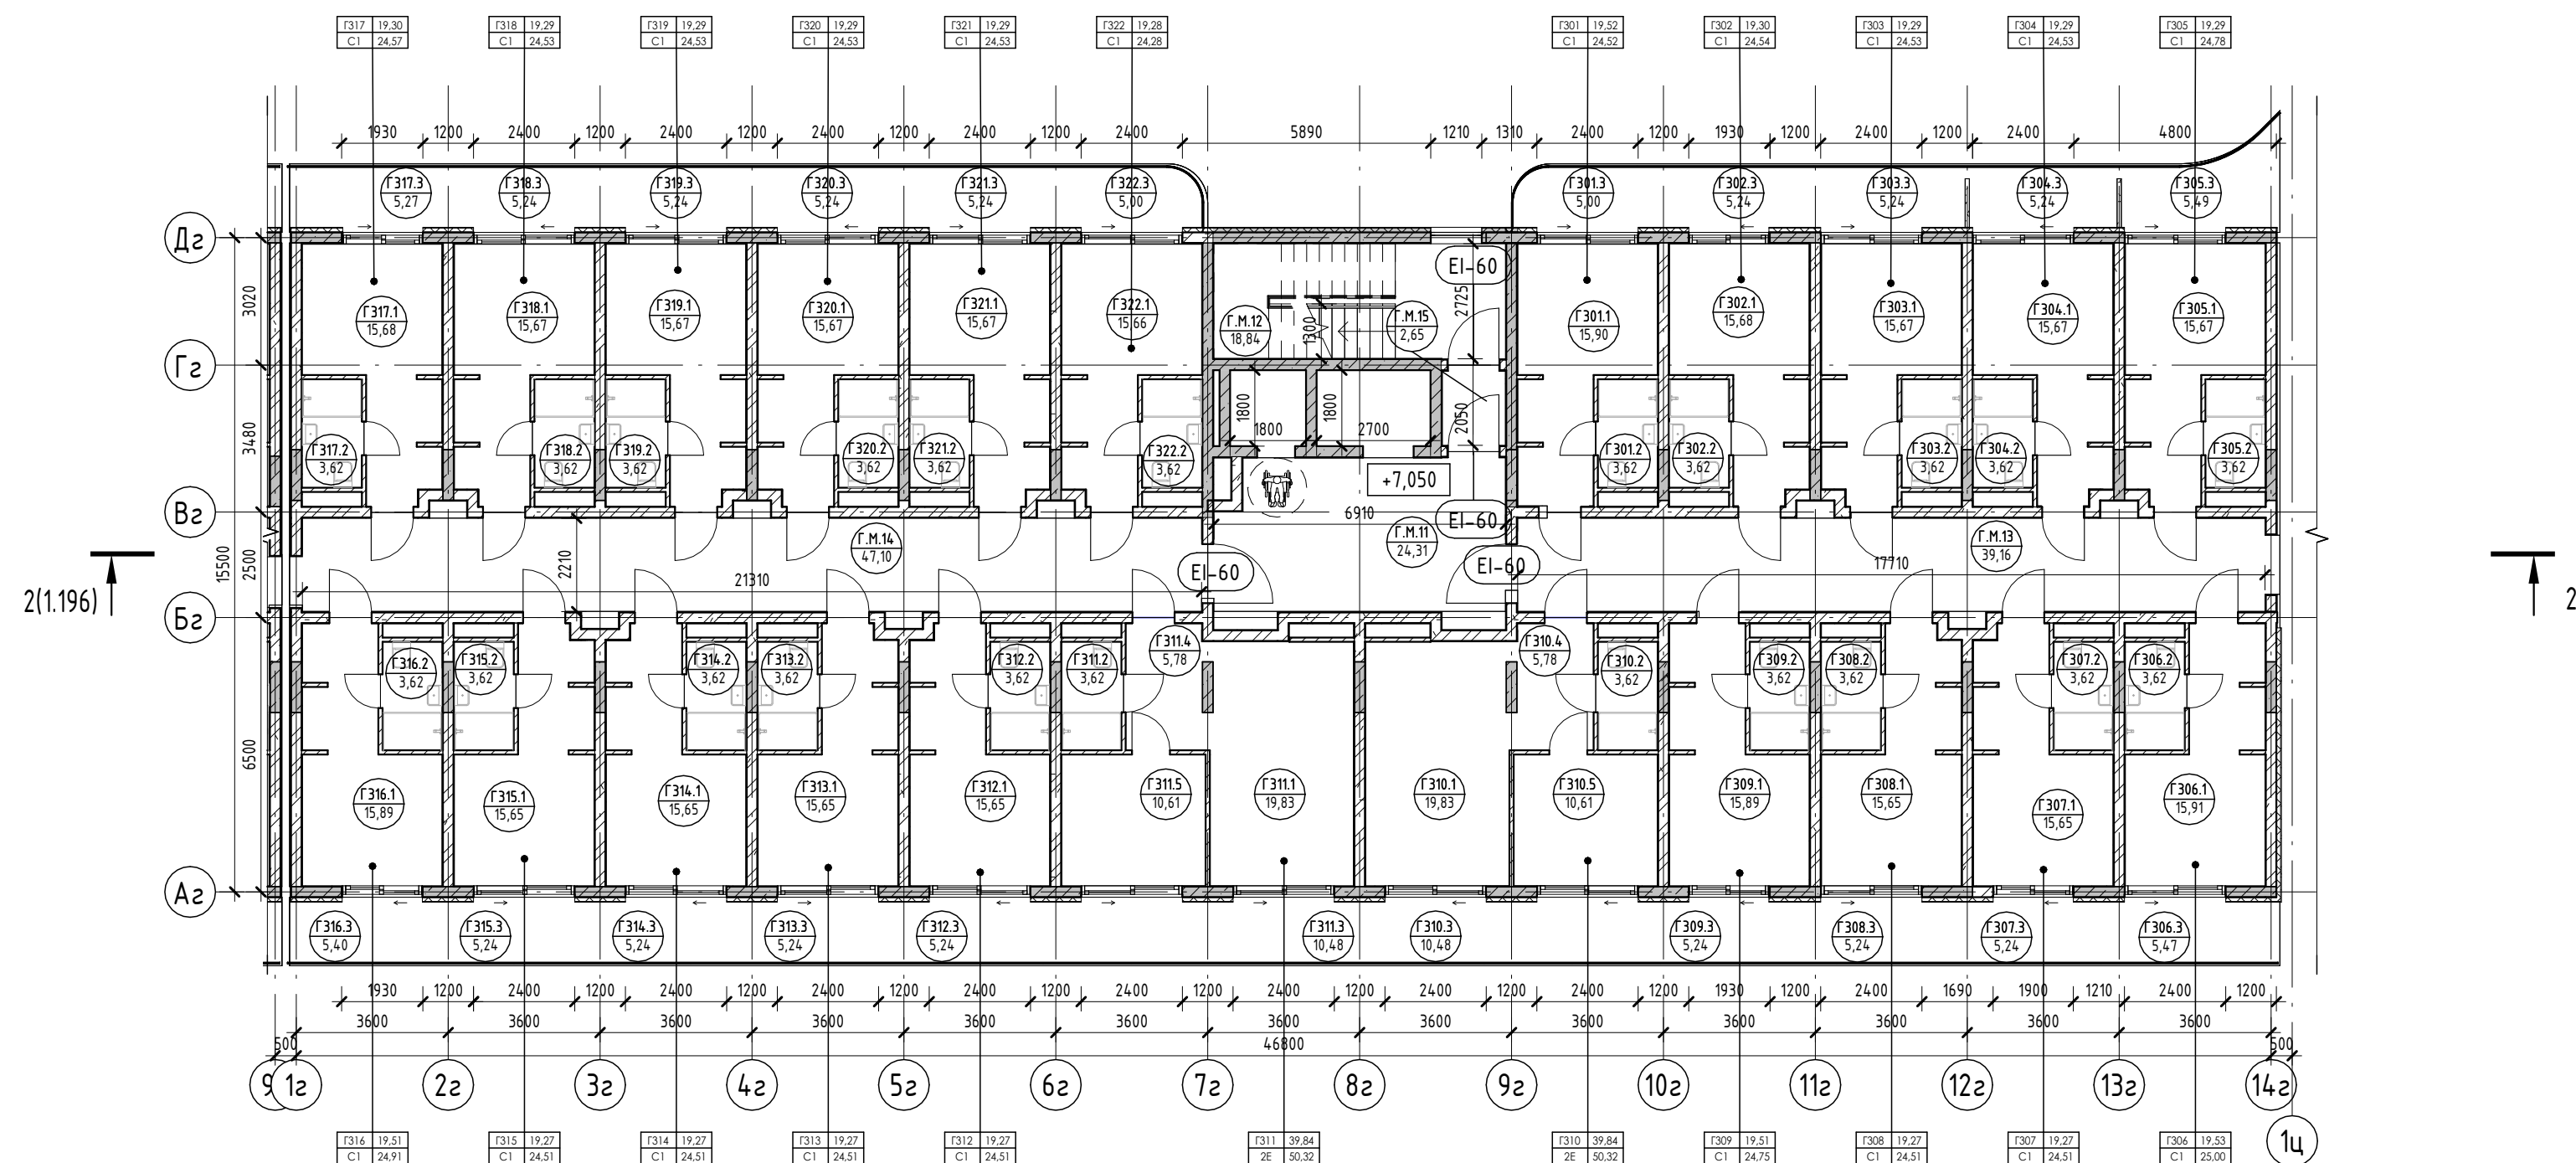 Г317 19,30 Г318 19,29 Г319 19,29 Г320 19,29 Г321 19,29 Г322 19,28 Г301 19,52 Г302 19,30 Г303 19,29 Г304 19,29 Г305 19,29
С1 24,57 С1 24,53 С1 24,53 С1 24,53 С1 24,53 С1 24,28 С1 24,52 С1 24,54 С1 24,53 С1 24,53 С1 24,78
1930 1200 2400 1200 2400 1200 2400 1200 2400 1200 2400 5890 1210 1310 2400 1200 1930 1200 2400 1200 2400 4800
Г317.3 Г318.3 Г319.3 Г320.3 Г321.3 Г322.3 Г301.3 Г302.3 Г303.3 Г304.3 Г305.3
5,27 5,24 5,24 5,24 5,24 5,00 5,00 5,24 5,24 5,24 5,49
Дг
EI-60
3020
2725
Г317.1 Г318.1 Г319.1 Г320.1 Г321.1 Г322.1 Г.М.12 1300 Г.М.15 Г301.1 Г302.1 Г303.1 Г304.1 Г305.1
15,68 15,67 15,67 15,67 15,67 15,66 18,84 2,65 15,90 15,68 15,67 15,67 15,67
Гг
1800 1800 2050
3480 1800 2700
Г317.2 Г318.2 Г319.2 Г320.2 Г321.2 Г322.2 Г301.2 Г302.2 Г303.2 Г304.2 Г305.2
3,62 3,62 3,62 3,62 3,62 3,62 3,62 3,62 3,62 3,62 3,62
+7,050
Вг
6910 EI-60
Г.М.14 Г.М.11 Г.М.13
47,10 24,31 39,16
15500 2500 2210 EI-60 EI-60 17710
21310
2(1.196) 2
Бг
Г316.2 Г315.2 Г314.2 Г313.2 Г312.2 Г311.2 Г311.4 Г310.4 Г310.2 Г309.2 Г308.2 Г307.2 Г306.2
3,62 3,62 3,62 3,62 3,62 3,62 5,78 5,78 3,62 3,62 3,62 3,62 3,62
6500
Г316.1 Г315.1 Г314.1 Г313.1 Г312.1 Г311.5 Г311.1 Г310.1 Г310.5 Г309.1 Г308.1 Г307.1 Г306.1
15,89 15,65 15,65 15,65 15,65 10,61 19,83 19,83 10,61 15,89 15,65 15,65 15,91
Аг
Г316.3 Г315.3 Г314.3 Г313.3 Г312.3 Г311.3 Г310.3 Г309.3 Г308.3 Г307.3 Г306.3
5,40 5,24 5,24 5,24 5,24 10,48 10,48 5,24 5,24 5,24 5,47
1930 1200 2400 1200 2400 1200 2400 1200 2400 1200 2400 1200 2400 1200 2400 1200 2400 1200 1930 1200 2400 1690 1900 1210 2400 1200
3600 3600 3600 3600 3600 3600 3600 3600 3600 3600 3600 3600 3600
500 46800 500
9 1г 2г 3г 4г 5г 6г 7г 8г 9г 10г 11г 12г 13г 14г
1ц
Г316 19,51 Г315 19,27 Г314 19,27 Г313 19,27 Г312 19,27 Г311 39,84 Г310 39,84 Г309 19,51 Г308 19,27 Г307 19,27 Г306 19,53
С1 24,91 С1 24,51 С1 24,51 С1 24,51 С1 24,51 2Е 50,32 2Е 50,32 С1 24,75 С1 24,51 С1 24,51 С1 25,00